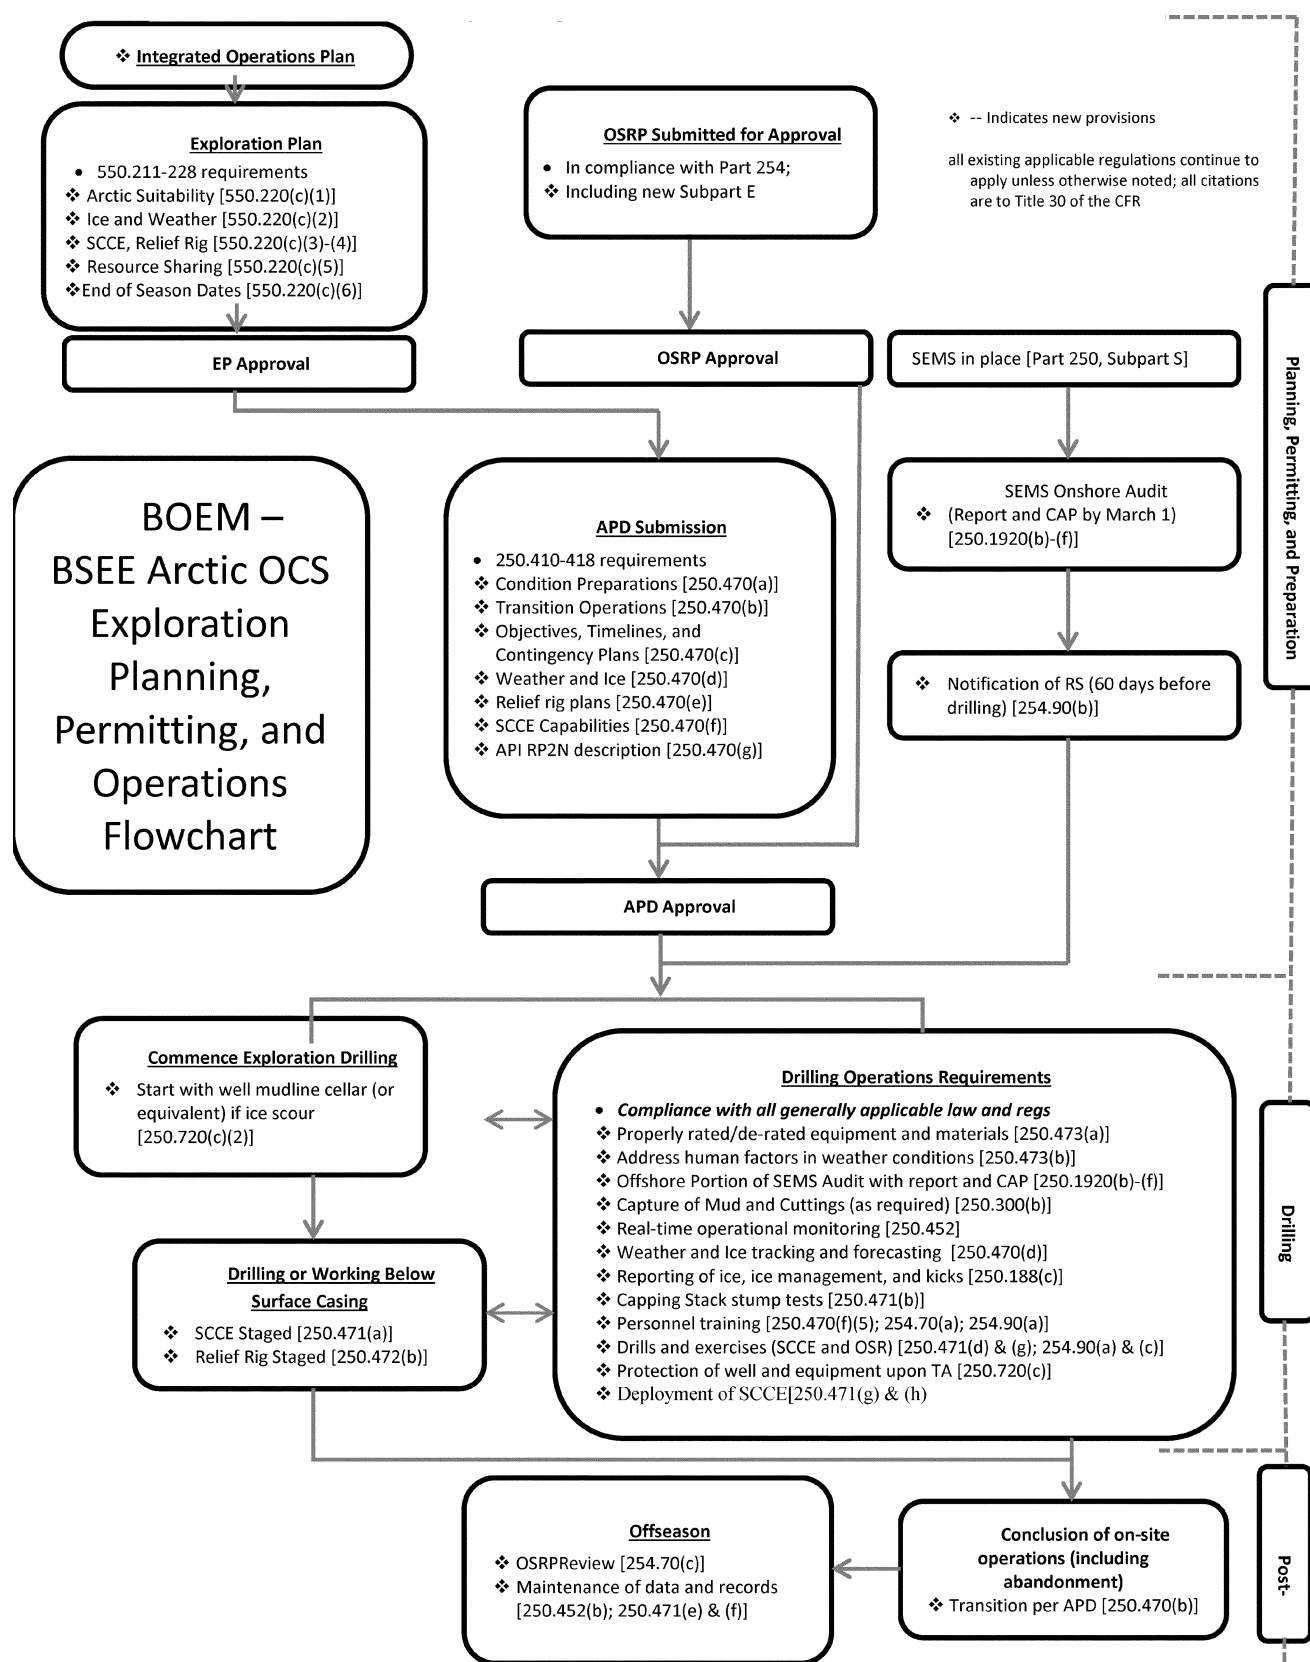 ❖ Integrated Operations Plan
Exploration Plan
• 550.211-228 requirements
❖ Arctic Suitability [550.220(c)(1)]
❖ Ice and Weather [550.220(c)(2)]
❖ SCCE, Relief Rig [550.220(c)(3)-(4)]
❖ Resource Sharing [550.220(c)(5)]
❖End of Season Dates [550.220(c)(6)]
EP Approval
OSRP Submitted for Approval
• In compliance with Part 254;
❖ Including new Subpart E
OSRP Approval
❖ -- Indicates new provisions
all existing applicable regulations continue to
apply unless otherwise noted; all citations
are to Title 30 of the CFR
SEMS in place [Part 250, Subpart S]
SEMS Onshore Audit
❖ (Report and CAP by March 1)
[250.1920(b)-(f)]
❖ Notification of RS (60 days before
drilling) [254.90(b)]
Planning, Permitting, and Preparation
BOEM –
BSEE Arctic OCS
Exploration
Planning,
Permitting, and
Operations
Flowchart
APD Submission
• 250.410-418 requirements
❖ Condition Preparations [250.470(a)]
❖ Transition Operations [250.470(b)]
❖ Objectives, Timelines, and
Contingency Plans [250.470(c)]
❖ Weather and Ice [250.470(d)]
❖ Relief rig plans [250.470(e)]
❖ SCCE Capabilities [250.470(f)]
❖ API RP2N description [250.470(g)]
APD Approval
Commence Exploration Drilling
❖ Start with well mudline cellar (or
equivalent) if ice scour
[250.720(c)(2)]
Drilling or Working Below
Surface Casing
❖ SCCE Staged [250.471(a)]
❖ Relief Rig Staged [250.472(b)]
Drilling Operations Requirements
• Compliance with all generally applicable law and regs
❖ Properly rated/de-rated equipment and materials [250.473(a)]
❖ Address human factors in weather conditions [250.473(b)]
❖ Offshore Portion of SEMS Audit with report and CAP [250.1920(b)-(f)]
❖ Capture of Mud and Cuttings (as required) [250.300(b)]
❖ Real-time operational monitoring [250.452]
❖ Weather and Ice tracking and forecasting [250.470(d)]
❖ Reporting of ice, ice management, and kicks [250.188(c)]
❖ Capping Stack stump tests [250.471(b)]
❖ Personnel training [250.470(f)(5); 254.70(a); 254.90(a)]
❖ Drills and exercises (SCCE and OSR) [250.471(d) & (g); 254.90(a) & (c)]
❖ Protection of well and equipment upon TA [250.720(c)]
❖ Deployment of SCCE[250.471(g) & (h)
Drilling
Offseason
❖ OSRPReview [254.70(c)]
❖ Maintenance of data and records
[250.452(b); 250.471(e) & (f)]
Conclusion of on-site
operations (including
abandonment)
❖ Transition per APD [250.470(b)]
Post-